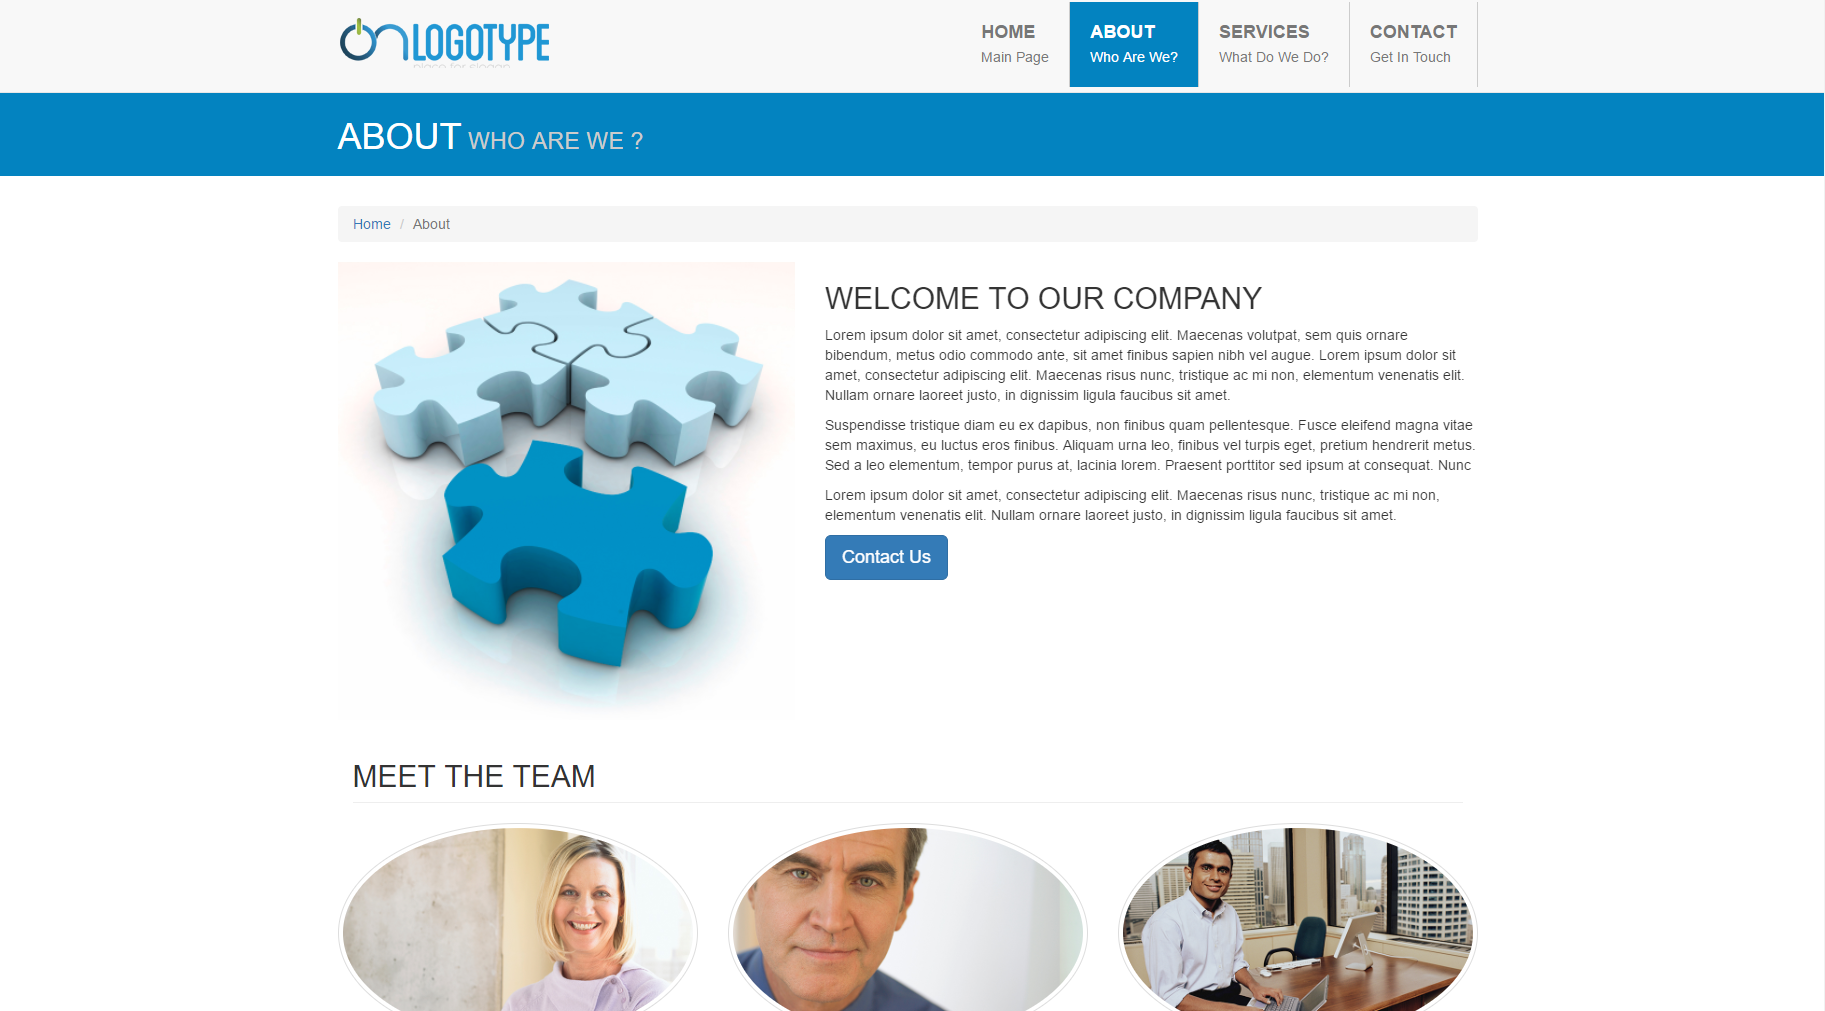 LOGOTYPE
HOME
Main Page
ABOUT
Who Are We?
SERVICES
What Do We Do?
CONTACT
Get In Touch
ABOUT WHO ARE WE ?
Home / About
WELCOME TO OUR COMPANY
Lorem ipsum dolor sit amet, consectetur adipiscing elit. Maecenas volutpat, sem quis ornare
bibendum, metus odio commodo ante, sit amet finibus sapien nibh vel augue. Lorem ipsum dolor sit
amet, consectetur adipiscing elit. Maecenas risus nunc, tristique ac mi non, elementum venenatis elit.
Nullam ornare laoreet justo, in dignissim ligula faucibus sit amet.
Suspendisse tristique diam eu ex dapibus, non finibus quam pellentesque. Fusce eleifend magna vitae
sem maximus, eu luctus eros finibus. Aliquam urna leo, finibus vel turpis eget, pretium hendrerit metus.
Sed a leo elementum, tempor purus at, lacinia lorem. Praesent porttitor sed ipsum at consequat. Nunc
Lorem ipsum dolor sit amet, consectetur adipiscing elit. Maecenas risus nunc, tristique ac mi non,
elementum venenatis elit. Nullam ornare laoreet justo, in dignissim ligula faucibus sit amet.
Contact Us
MEET THE TEAM